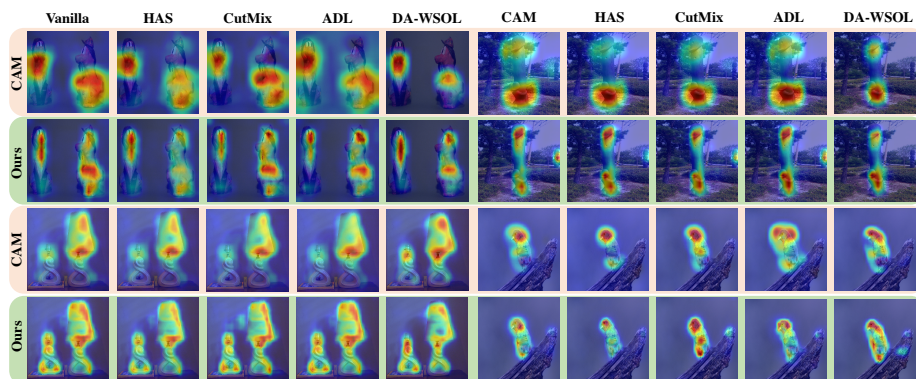 Vanilla HAS CutMix ADL DA-WSOL CAM HAS CutMix ADL DA-WSOL
CAM
Ours
CAM
Ours